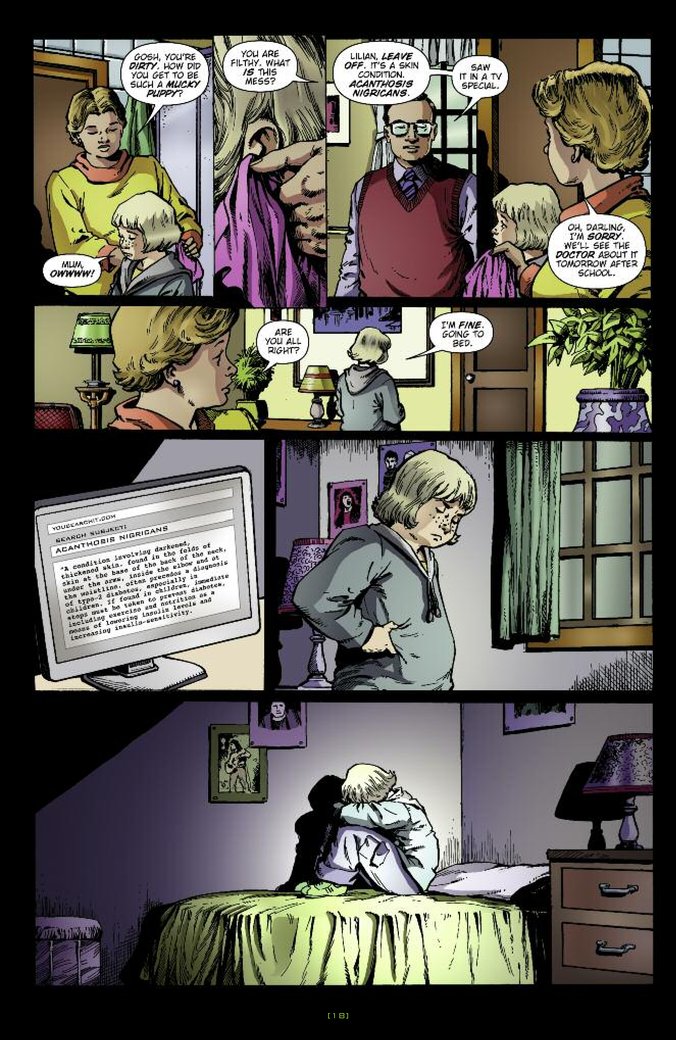 GOSH, YOU'RE
DIRTY. HOW DID
YOU GET TO BE
SUCH A MUCKY
PUPPY?
MUM,
OWWWW!
YOU ARE
FILTHY. WHAT
IS THIS
MESS?
LILIAN, LEAVE
OFF. IT'S A SKIN
CONDITION.
ACANTHOSIS
NIGRICANS.
SAW
IT IN A TV
SPECIAL.
OH, DARLING,
I'M SORRY.
WE'LL SEE THE
DOCTOR ABOUT IT
TOMORROW AFTER
SCHOOL.
ARE
YOU ALL
RIGHT?
I'M FINE.
GOING TO
BED.
YOUSEARCHIT.COM
SEARCH SUBJECT:
ACANTHOSIS NIGRICANS
"A condition involving darkened,
thickened skin, found in the folds of
skin at the base of the back of the neck,
under the arms, inside the elbow and at
the waistline, often precedes a diagnosis
of type-2 diabetes, especially in
children. If found in children, immediate
steps must be taken to prevent diabetes,
including exercise and nutrition as a
means of lowering insulin levels and
increasing insulin-sensitivity.
[18]